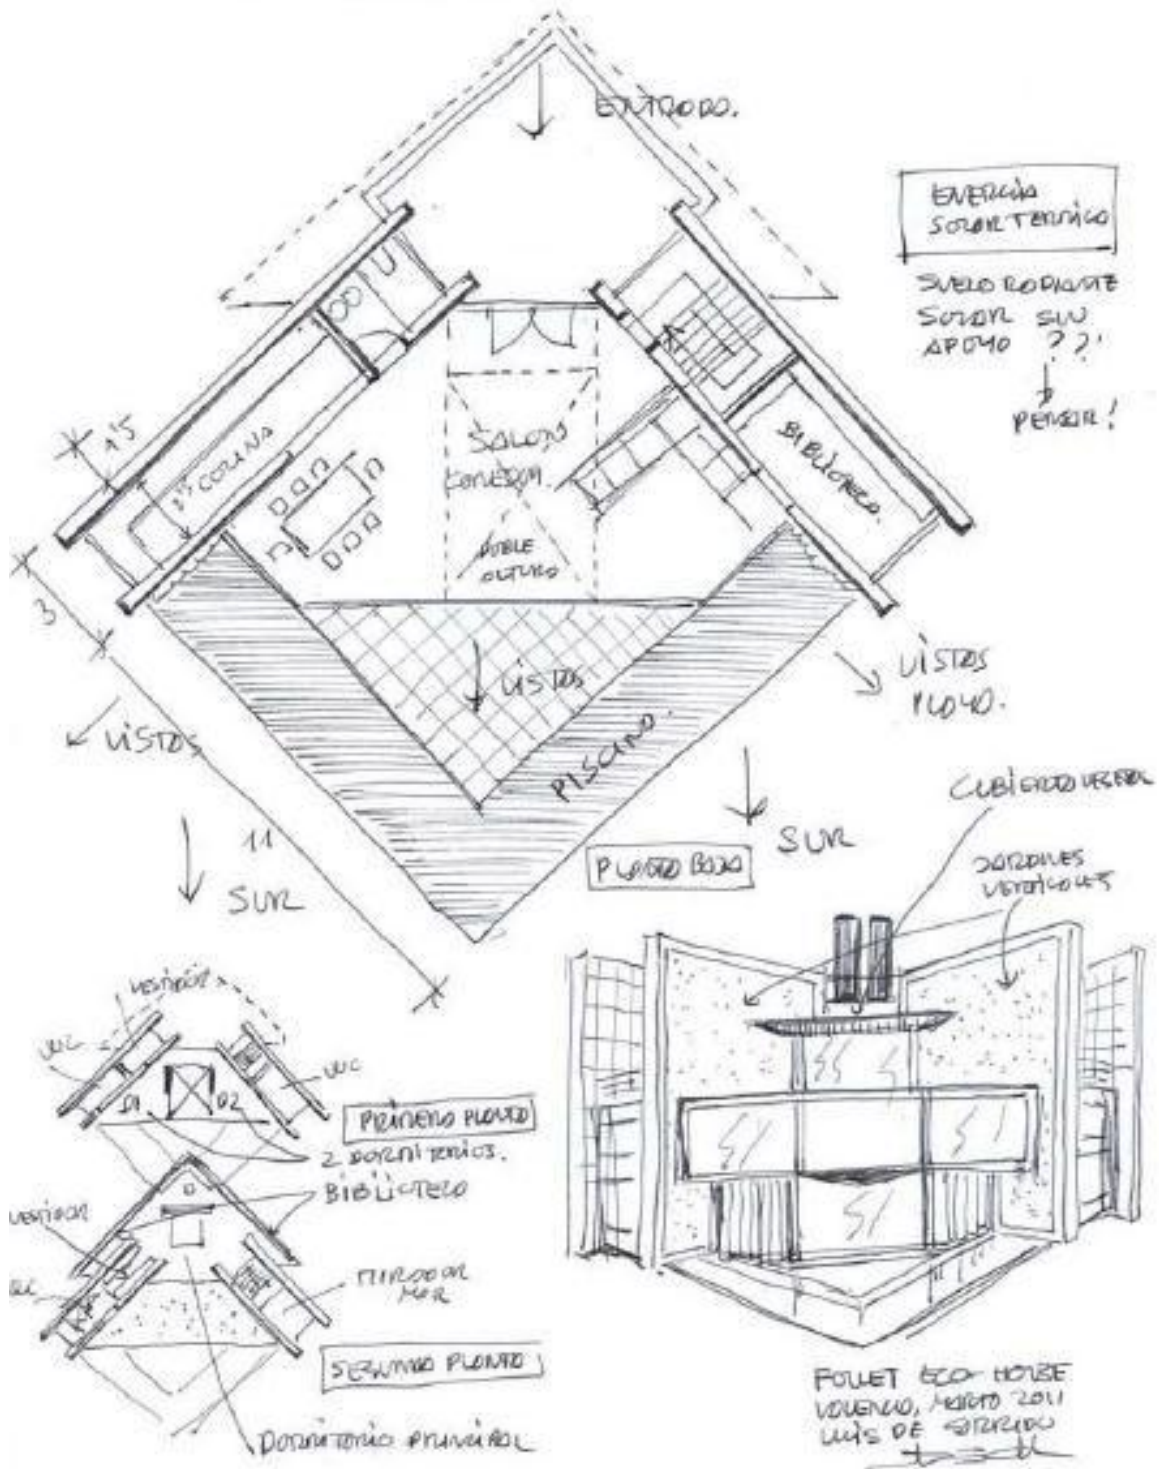 ENTRADA.
ENERGÍA
SOLAR TERMICA
SUELO RADIANTE
SOLAR SIN
APOYO ??
PENSAR!
1'5
COCINA
SALON
COMEDOR.
DOBLE
ALTURA
BIBLIOTECA.
3
11
VISTAS
VISTAS
VISTAS
PLAYA.
PISCINA.
SUR
SUR
PLANTA BAJA
CUBIERTA VEGETAL
JARDINES
VERTICALES
VESTIDOR
WC
WC
D1
D2
PRIMERA PLANTA
2 DORMITORIOS.
BIBLIOTECA
VESTIDOR
WC
MIRADOR
MAR
SEGUNDA PLANTA
DORMITORIO PRINCIPAL
FOLLET ECO-HOUSE
VALENCIA, MARZO 2011
LUIS DE GARRIDO